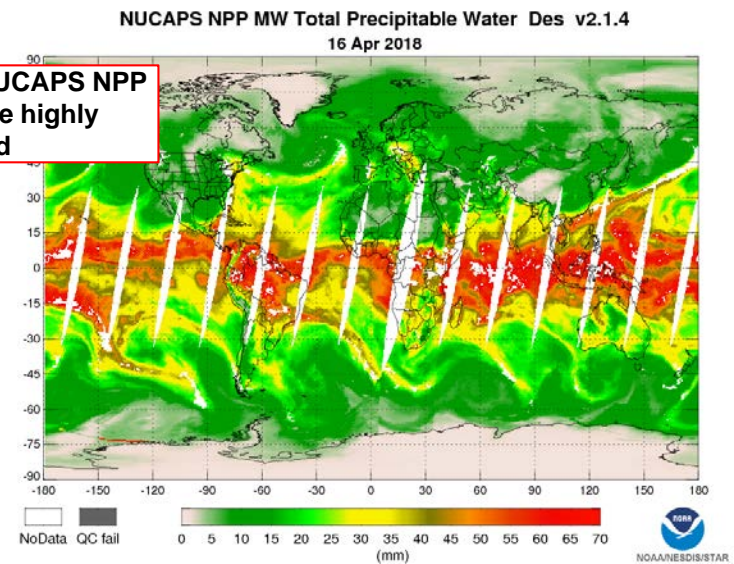 NUCAPS NPP MW Total Precipitable Water Des v2.1.4
16 Apr 2018
90
UCAPS NPP
e highly
d
45
30
15
0
-15
-30
-45
-60
-75
-90
-180 -150 -120 -90 -60 -30 0 30 60 90 120 150 180
NoData QC fail
0 5 10 15 20 25 30 35 40 45 50 55 60 65 70
(mm)
NOAA
NOAA/NESDIS/STAR